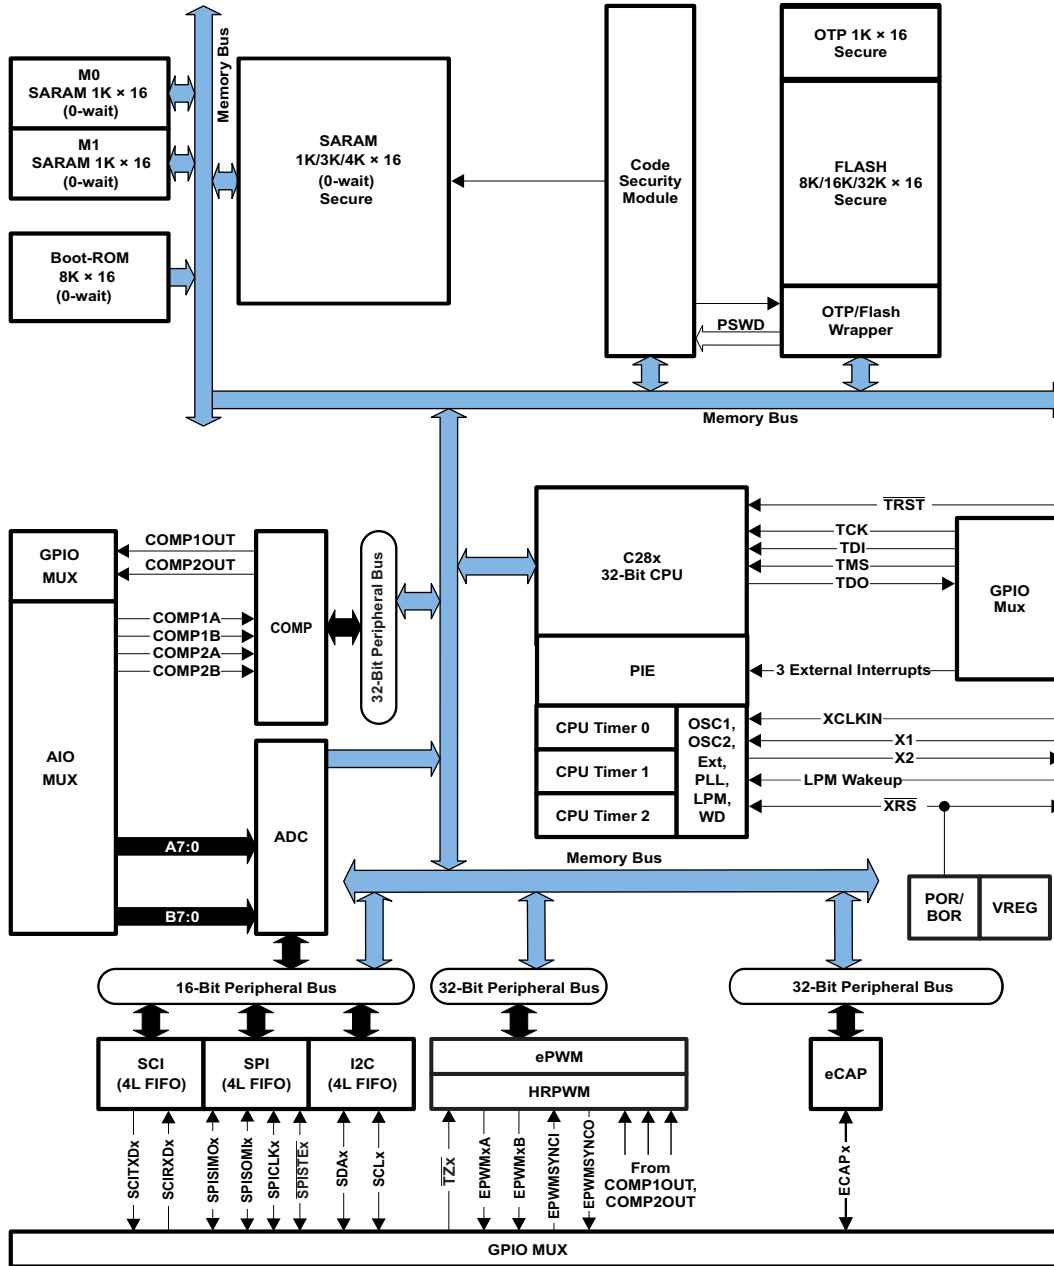 OTP 1K × 16
Secure
Memory Bus
M0
SARAM 1K × 16
(0-wait)
M1
SARAM 1K × 16
(0-wait)
SARAM
1K/3K/4K × 16
(0-wait)
Secure
Code
Security
Module
FLASH
8K/16K/32K × 16
Secure
Boot-ROM
8K × 16
(0-wait)
PSWD
OTP/Flash
Wrapper
Memory Bus
GPIO
MUX
COMP1OUT
COMP2OUT
COMP1A
COMP1B
COMP2A
COMP2B
COMP
32-Bit Peripheral Bus
C28x
32-Bit CPU
TRST
TCK
TDI
TMS
TDO
GPIO
Mux
PIE
3 External Interrupts
CPU Timer 0
CPU Timer 1
CPU Timer 2
OSC1,
OSC2,
Ext,
PLL,
LPM,
WD
XCLKIN
X1
X2
LPM Wakeup
XRS
AIO
MUX
A7:0
B7:0
ADC
Memory Bus
POR/
BOR
VREG
16-Bit Peripheral Bus
32-Bit Peripheral Bus
32-Bit Peripheral Bus
SCI
(4L FIFO)
SPI
(4L FIFO)
I2C
(4L FIFO)
ePWM
HRPWM
eCAP
SCITXDx
SCIRXDx
SPISIMOx
SPISOMIx
SPICLKx
SPISTEx
SDAx
SCLx
TZx
EPWMxA
EPWMxB
EPWMSYNCI
EPWMSYNCO
From
COMP1OUT,
COMP2OUT
ECAPx
GPIO MUX